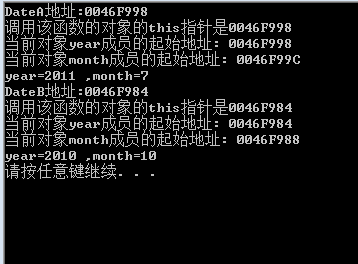 DateA地址:0046F998
调用该函数的对象的this指针是0046F998
当前对象year成员的起始地址: 0046F998
当前对象month成员的起始地址: 0046F99C
year=2011 ,month=7
DateB地址:0046F984
调用该函数的对象的this指针是0046F984
当前对象year成员的起始地址: 0046F984
当前对象month成员的起始地址: 0046F988
year=2010 ,month=10
请按任意键继续. . .